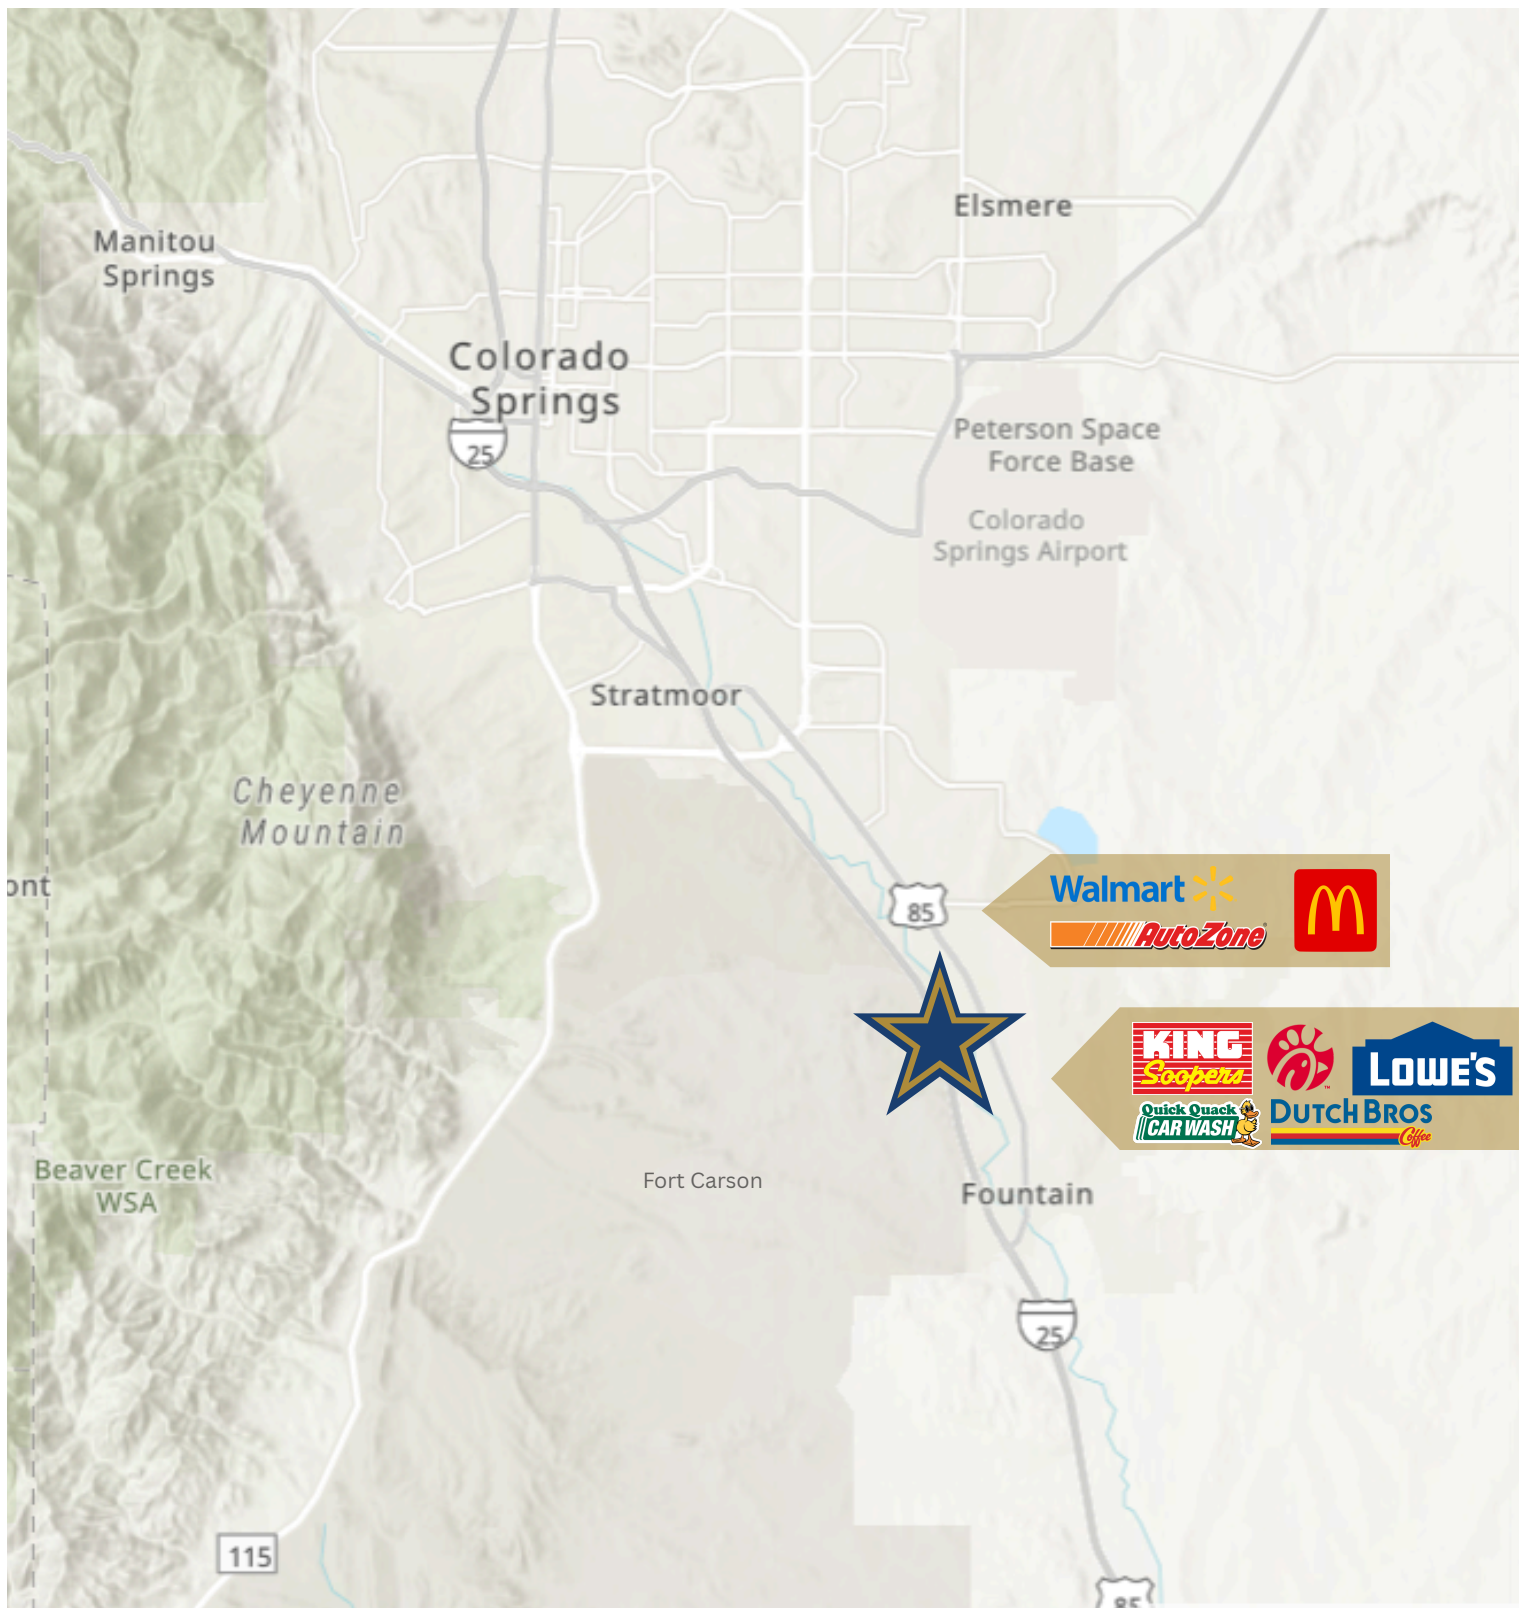 Elsmere
Manitou
Springs
Colorado
Springs
25
Peterson Space
Force Base
Colorado
Springs Airport
Stratmoor
Cheyenne
Mountain
ont
85
Walmart
AutoZone
KING
Soopers
LOWE'S
Quick Quack
CAR WASH
DUTCH BROS
Coffee
Beaver Creek
WSA
Fort Carson
Fountain
25
115
85